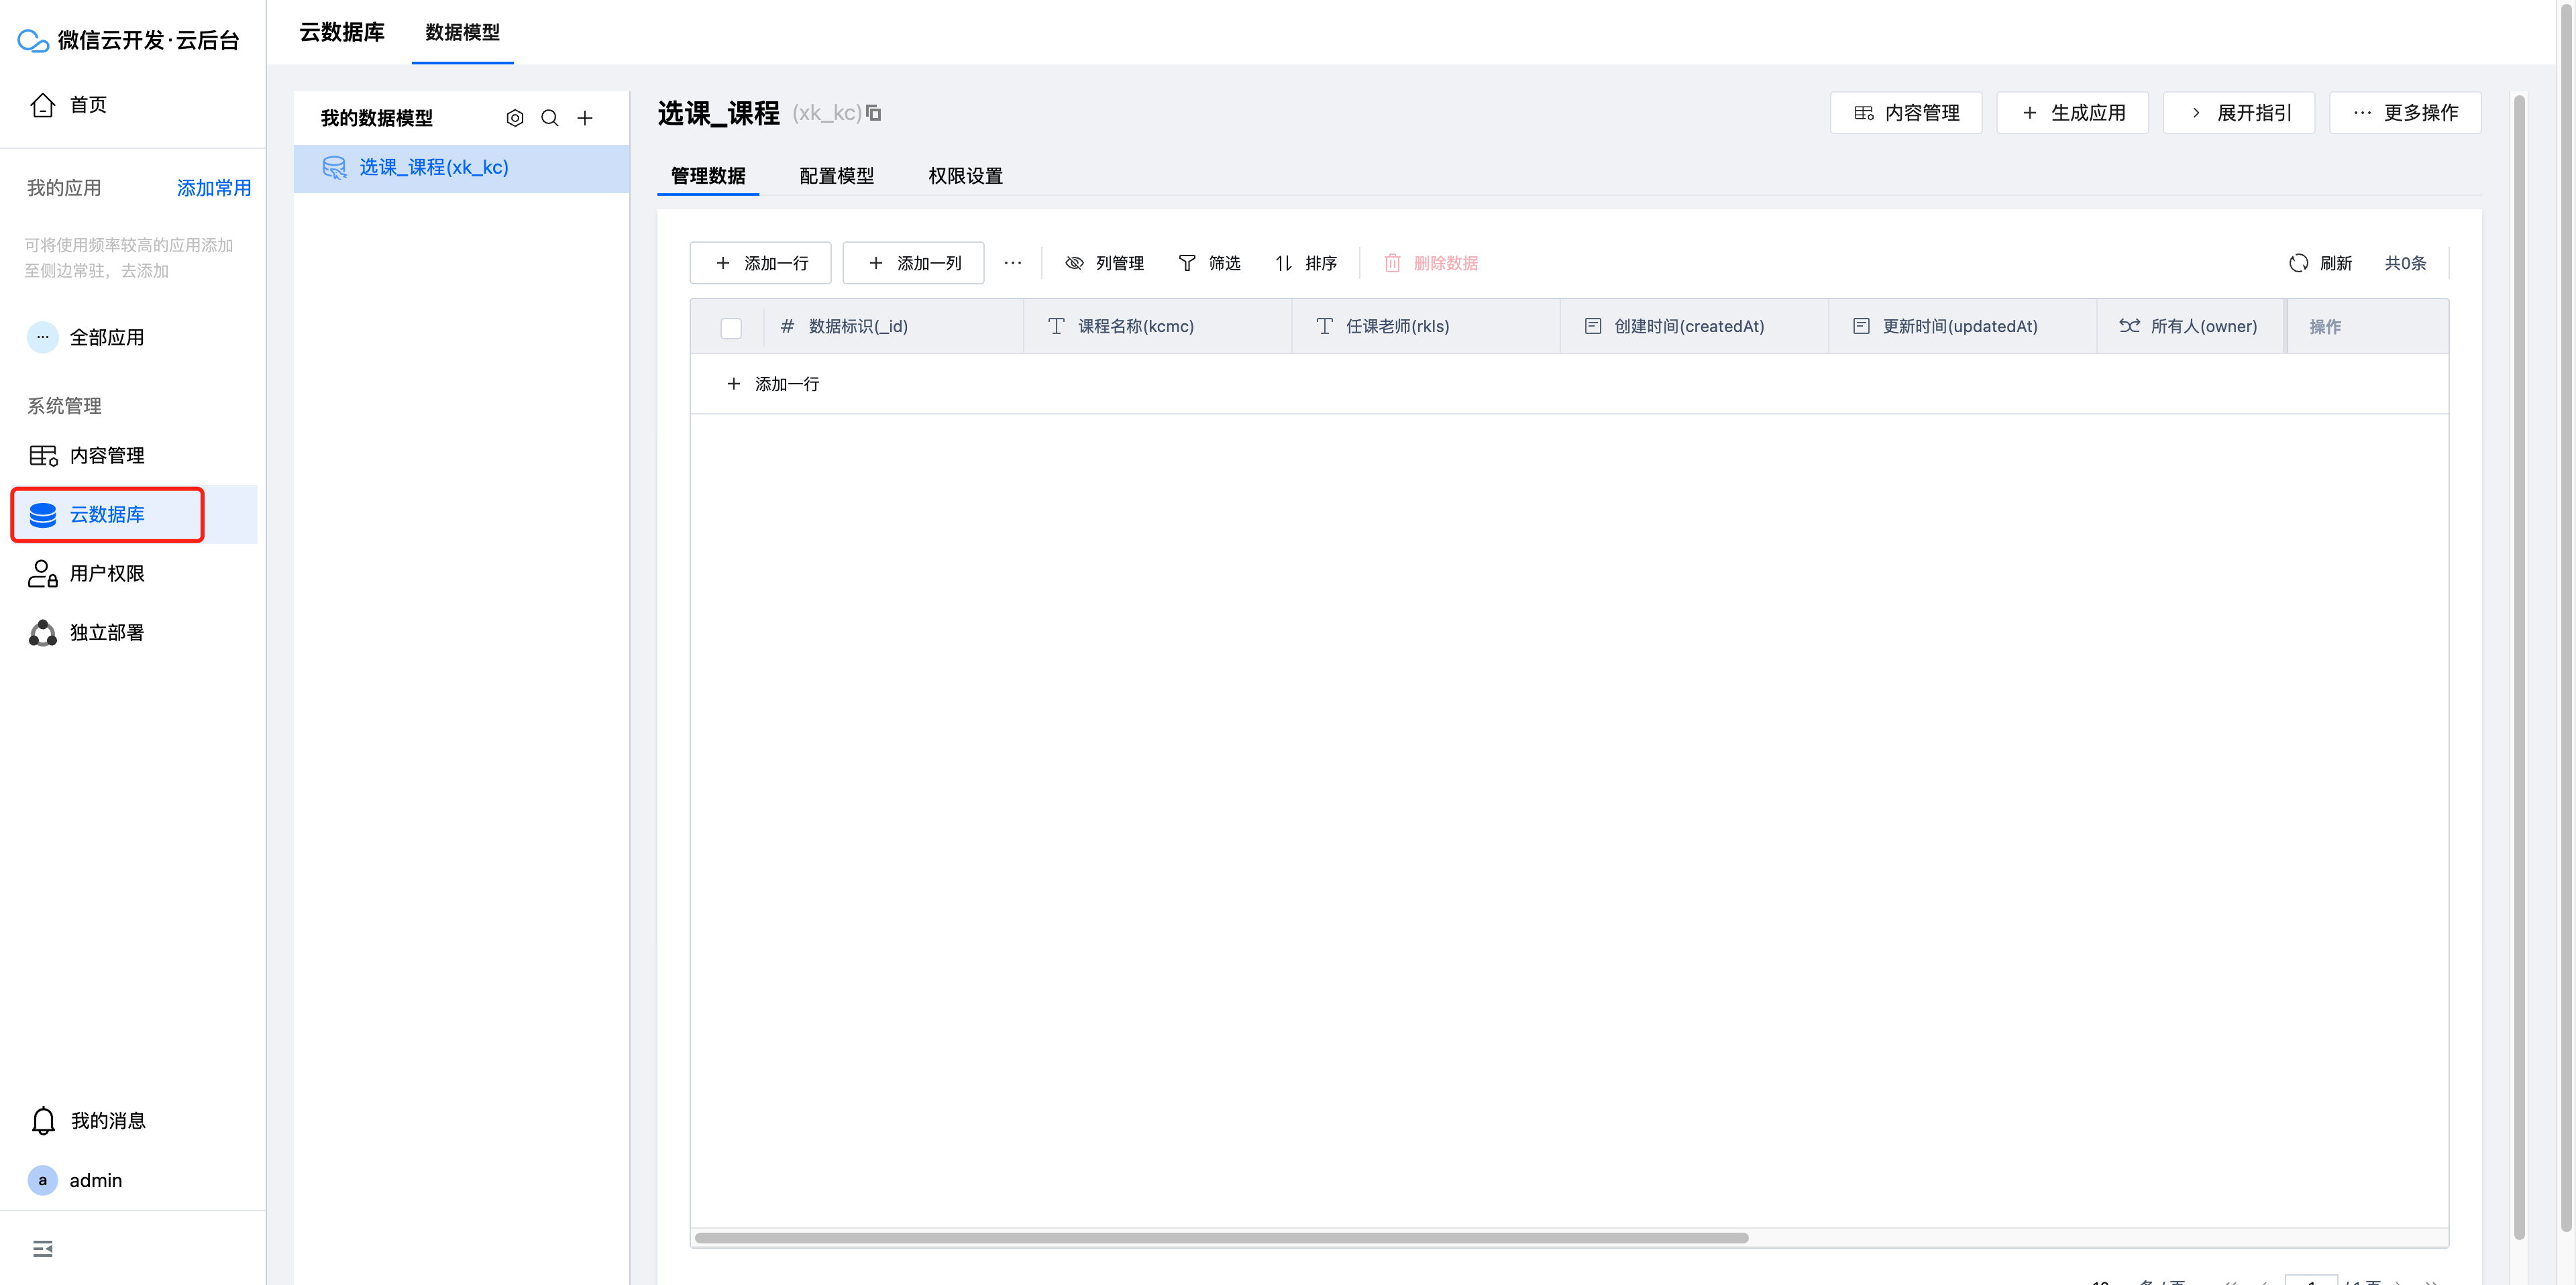 微信云开发·云后台
首页
我的应用
添加常用
可将使用频率较高的应用添加
至侧边常驻，去添加
全部应用
系统管理
内容管理
云数据库
用户权限
独立部署
我的消息
a
admin
云数据库
数据模型
我的数据模型
选课_课程(xk_kc)
选课_课程 (xk_kc)
内容管理
生成应用
展开指引
更多操作
管理数据
配置模型
权限设置
添加一行
添加一列
列管理
筛选
排序
删除数据
刷新
共0条
# 数据标识(_id)
课程名称(kcmc)
任课老师(rkls)
创建时间(createdAt)
更新时间(updatedAt)
所有人(owner)
操作
添加一行